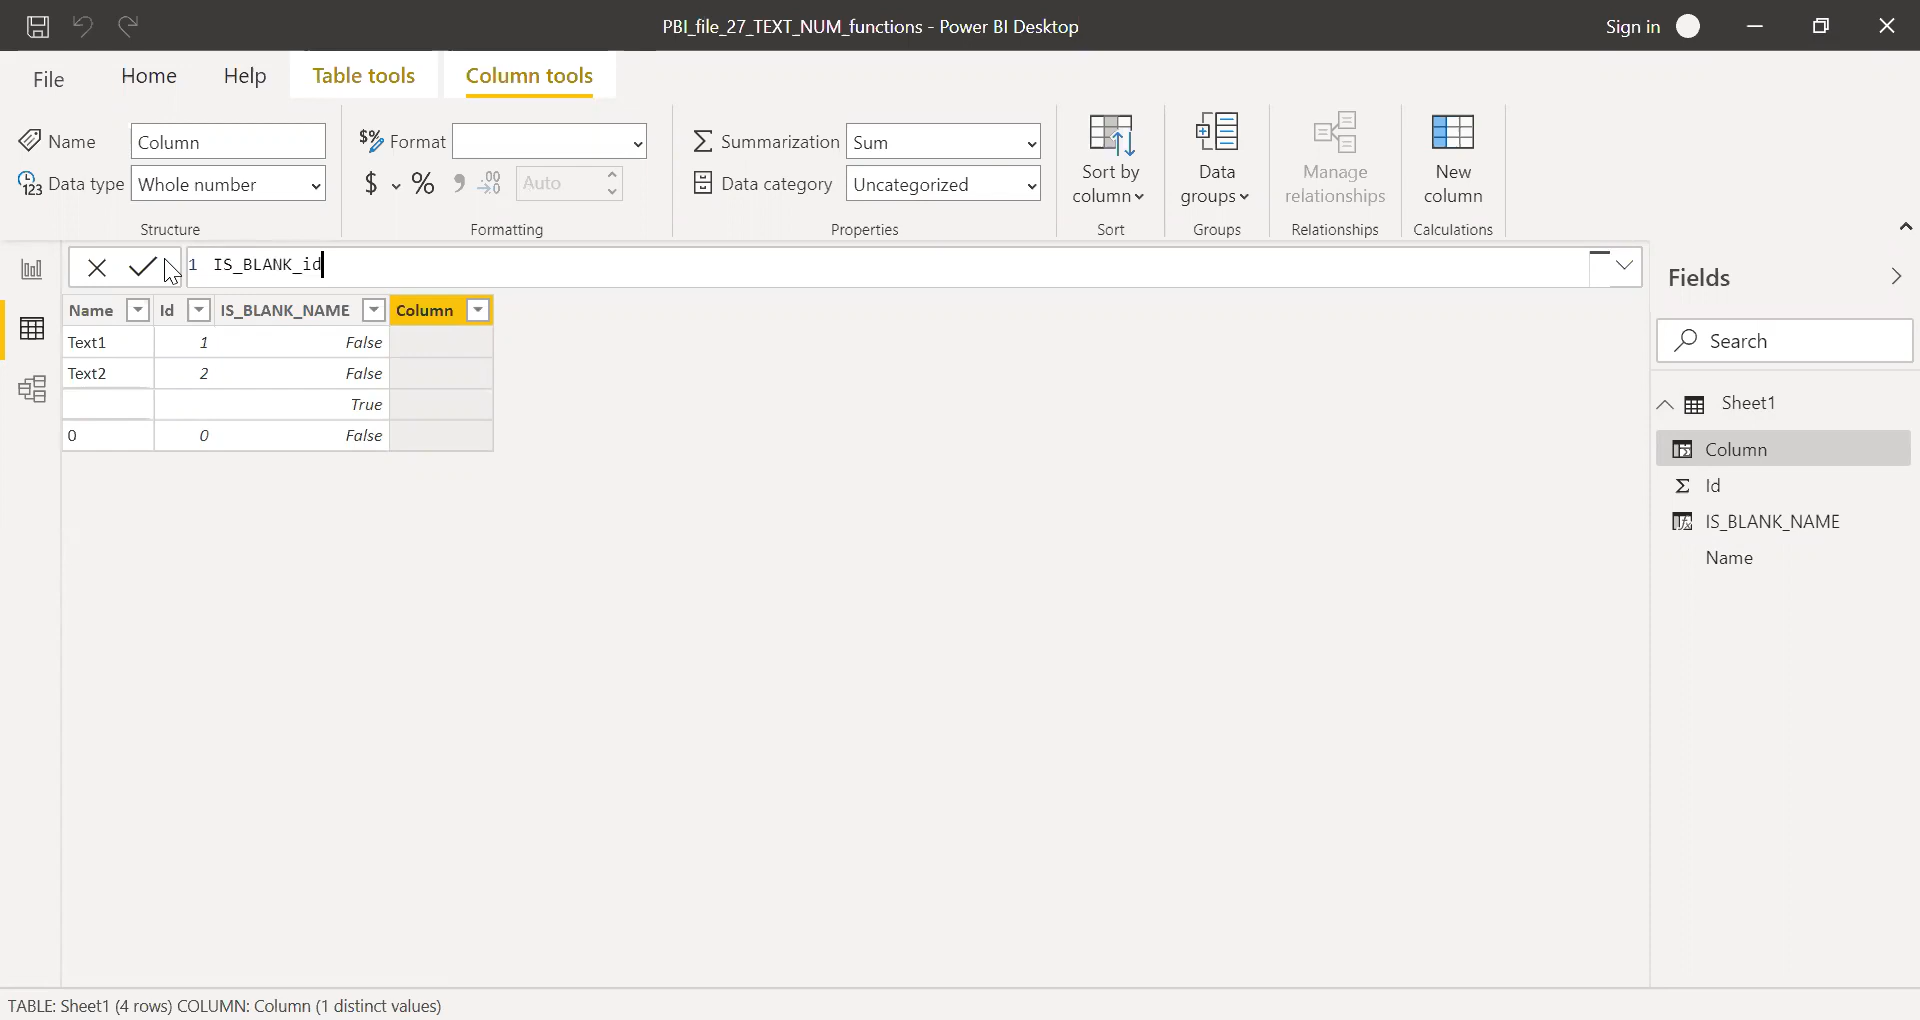 PBI_file_27_TEXT_NUM_functions - Power BI Desktop
Sign in
File
Home
Help
Table tools
Column tools
Name
Column
Data type
Whole number
Structure
Format
$
%
Auto
Formatting
Summarization
Sum
Data category
Uncategorized
Properties
Sort by
column
Sort
Data
groups
Groups
Manage
relationships
Relationships
New
column
Calculations
1 IS_BLANK_id
Name Id IS_BLANK_NAME Column
Text1 1 False
Text2 2 False
True
0 0 False
Fields
Search
Sheet1
Column
Id
IS_BLANK_NAME
Name
TABLE: Sheet1 (4 rows) COLUMN: Column (1 distinct values)